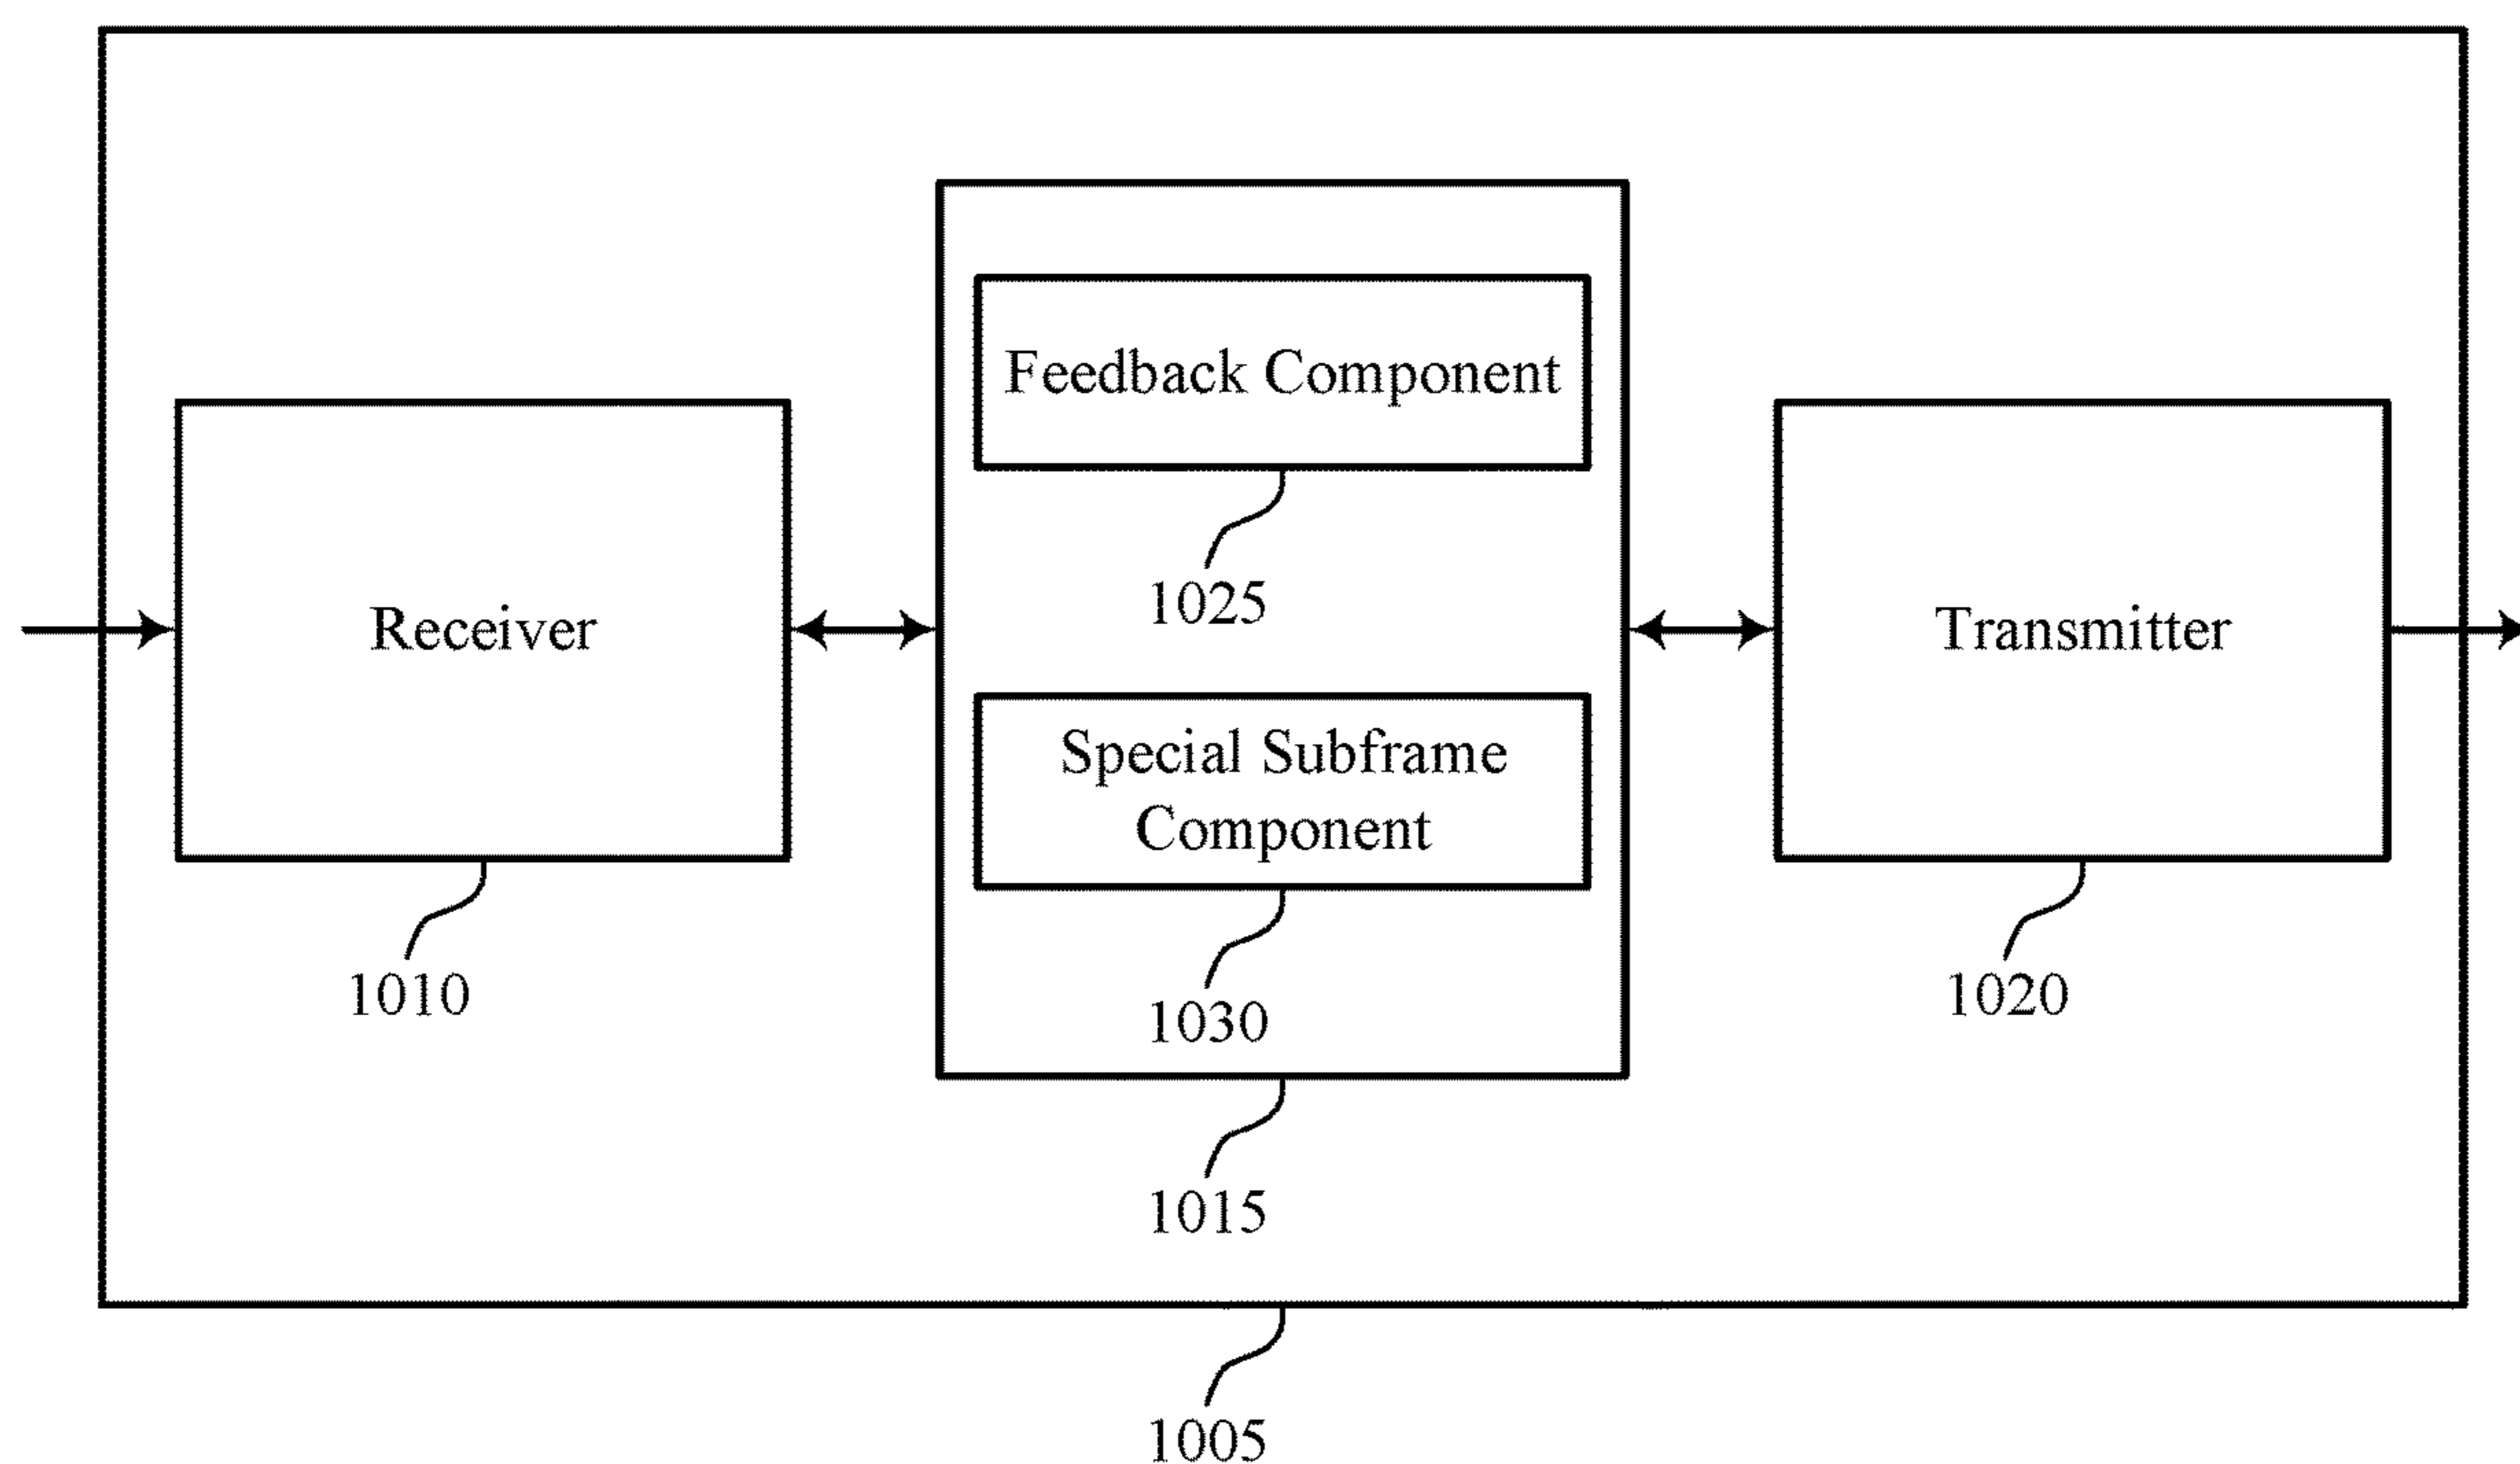 Feedback Component
1025
Receiver
Transmitter
Special Subframe
Component
1010
1030
1020
1015
1005